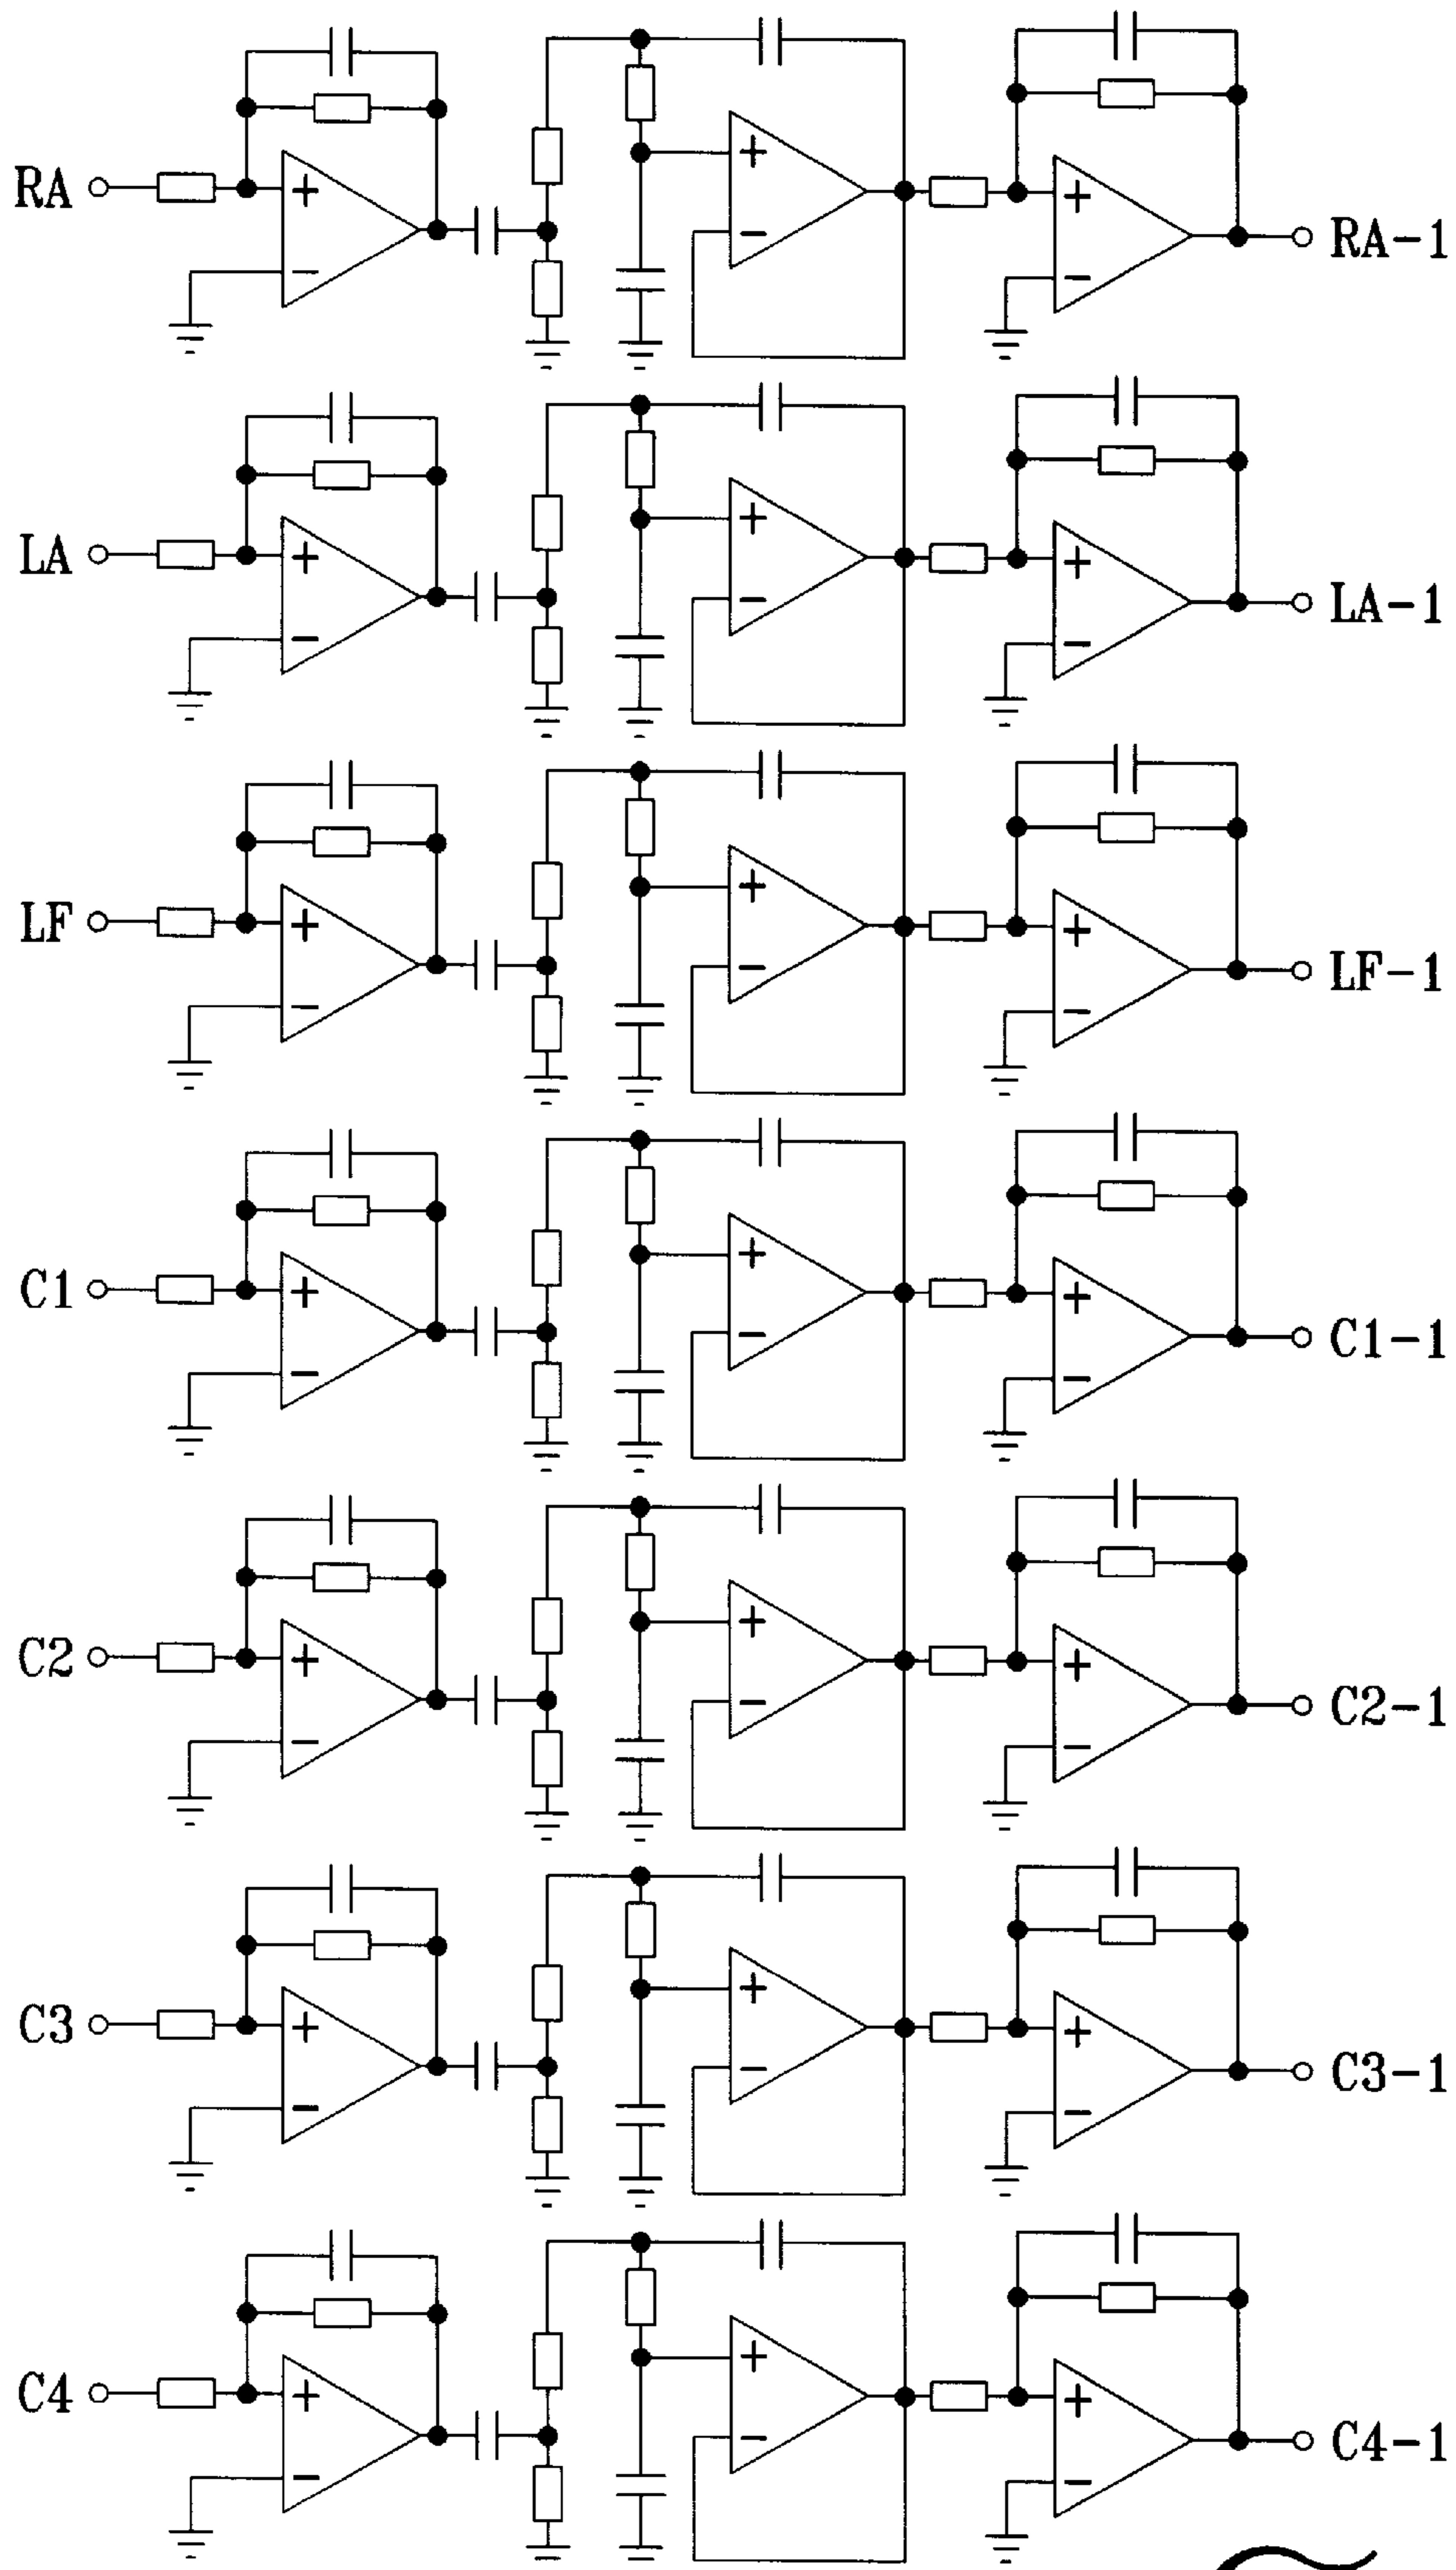 RA RA-1
LA LA-1
LF LF-1
C1 C1-1
C2 C2-1
C3 C3-1
C4 C4-1